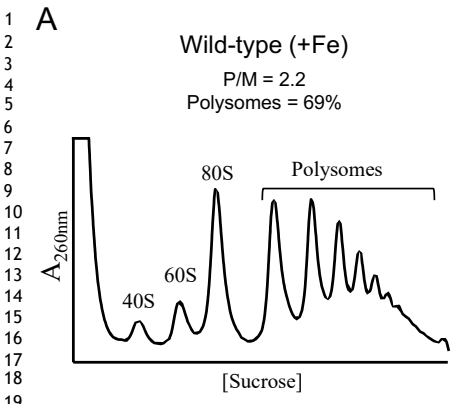 A
Wild-type (+Fe)
P/M = 2.2
Polysomes = 69%
80S
Polysomes
60S
40S
A260nm
[Sucrose]
1
2
3
4
5
6
7
8
9
10
11
12
13
14
15
16
17
18
19